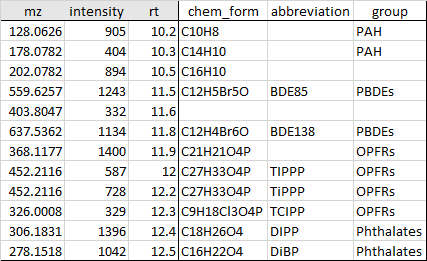 mz intensity rt chem_form abbreviation group
128.0626 905 10.2 C10H8 PAH
178.0782 404 10.3 C14H10 PAH
202.0782 894 10.5 C16H10
559.6257 1243 11.5 C12H5Br5O BDE85 PBDEs
403.8047 332 11.6
637.5362 1134 11.8 C12H4Br6O BDE138 PBDEs
368.1177 1400 11.9 C21H21O4P OPFRs
452.2116 587 12 C27H33O4P TIPPP OPFRs
452.2116 728 12.2 C27H33O4P TiPPP OPFRs
326.0008 329 12.3 C9H18Cl3O4P TCIPP OPFRs
306.1831 1396 12.4 C18H26O4 DIPP Phthalates
278.1518 1042 12.5 C16H22O4 DiBP Phthalates